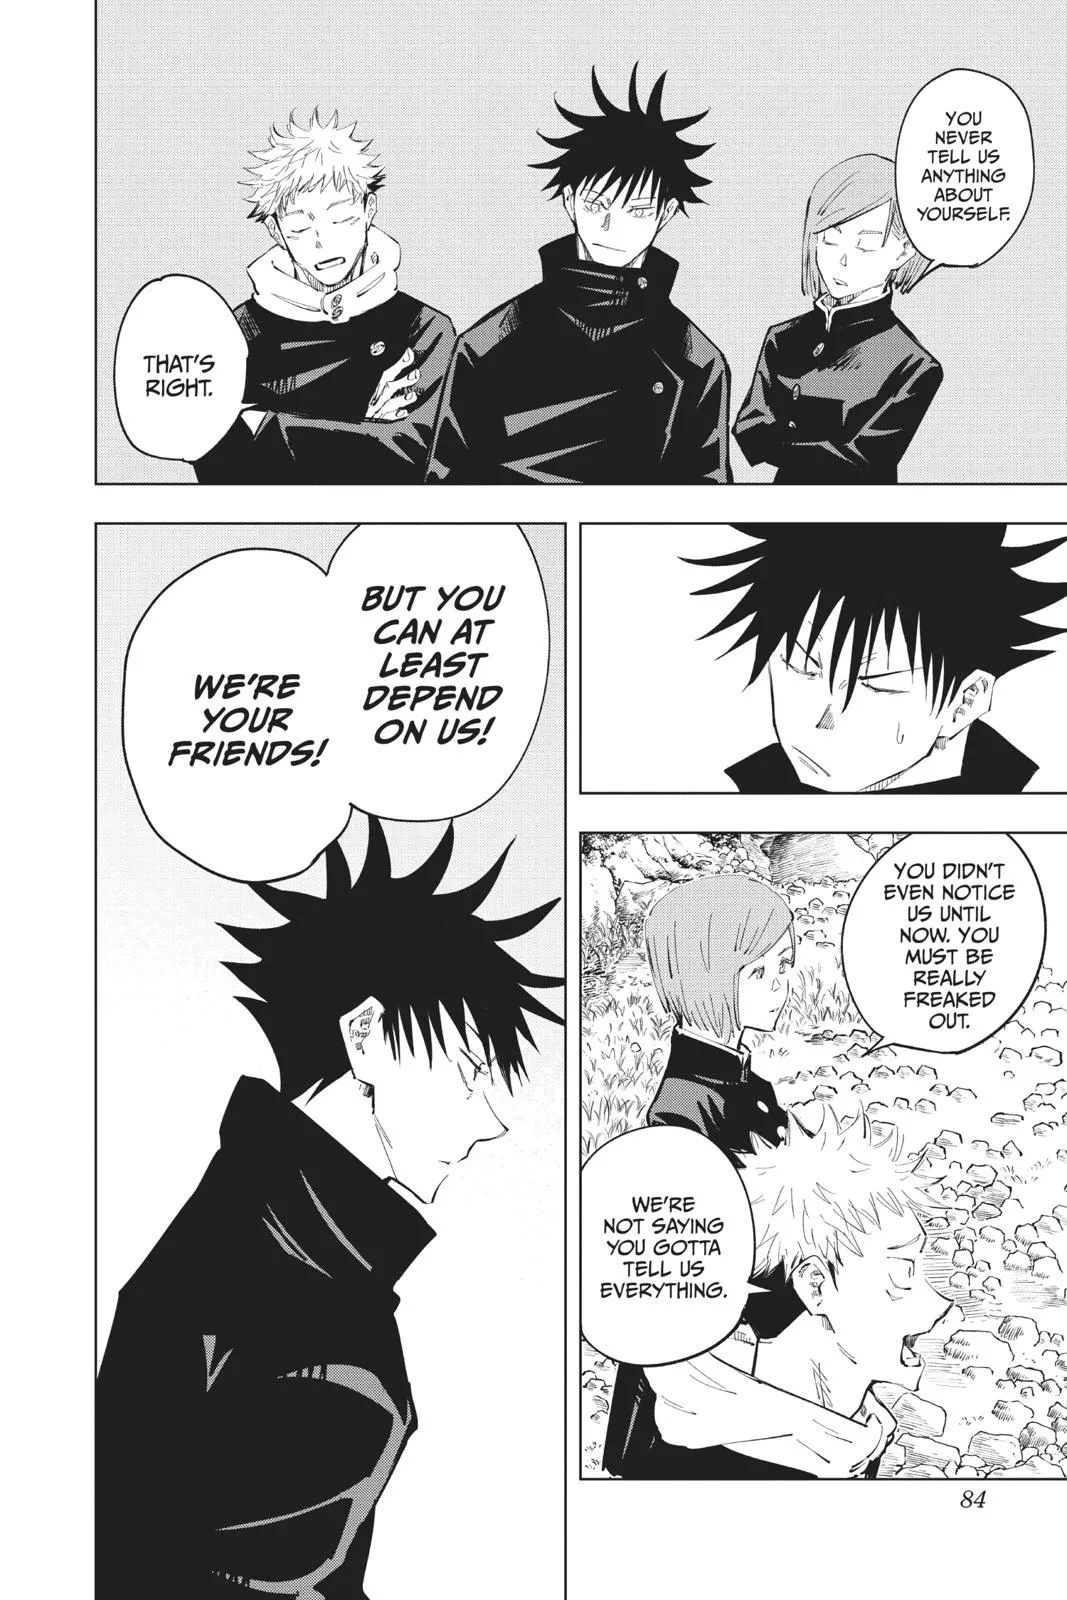 YOU
NEVER
TELL US
ANYTHING
ABOUT
YOURSELF.
THAT'S
RIGHT.
YOU DIDN'T
EVEN NOTICE
US UNTIL
NOW. YOU
MUST BE
REALLY
FREAKED
OUT.
WE'RE
NOT SAYING
YOU GOTTA
TELL US
EVERYTHING.
BUT YOU
CAN AT
LEAST
DEPEND
ON US!
WE'RE
YOUR
FRIENDS!
84